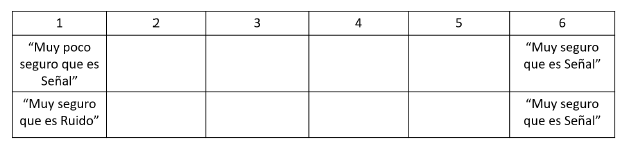 1 2 3 4 5 6
“Muy poco “Muy seguro
seguro que es que es Señal”
Señal”
“Muy seguro “Muy seguro
que es Ruido” que es Señal”